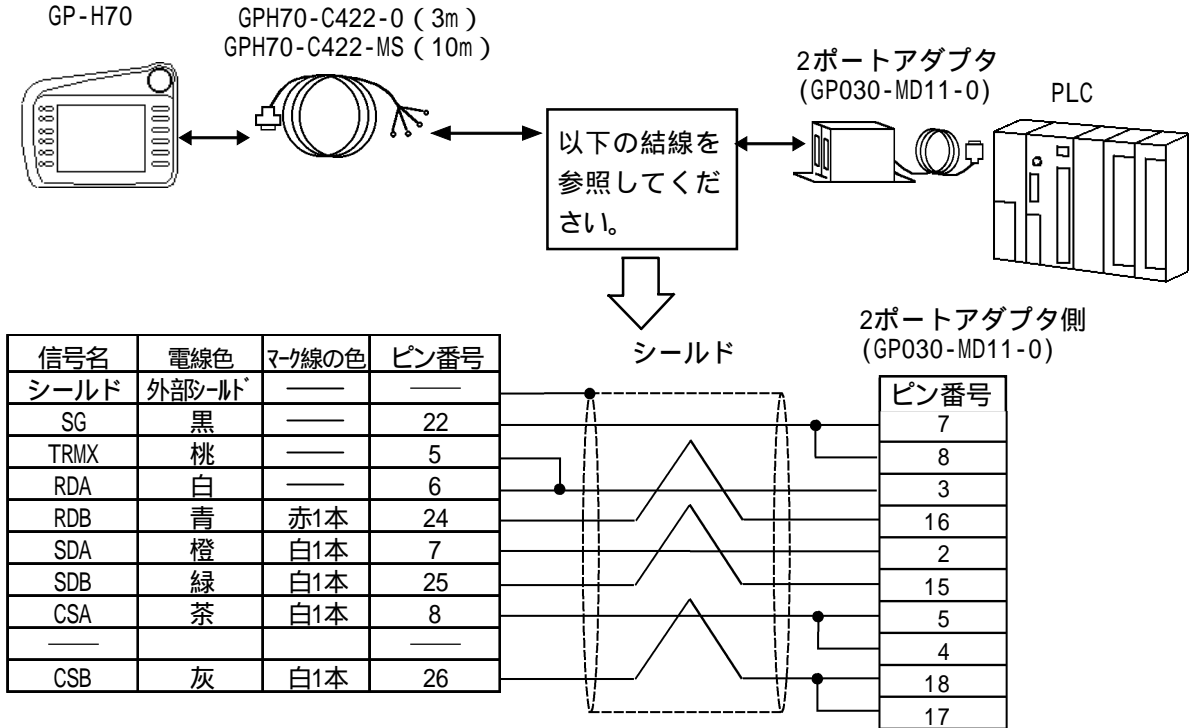 GP-H70
GPH70-C422-0(3m)
GPH70-C422-MS(10m)
2ポートアダプタ
(GP030-MD11-0)
PLC
以下の結線を
参照してくだ
さい。
シールド
2ポートアダプタ側
(GP030-MD11-0)
信号名 電線色 マーク線の色 ピン番号
シールド 外部シールド ―― ――
SG 黒 ―― 22
TRMX 桃 ―― 5
RDA 白 ―― 6
RDB 青 赤1本 24
SDA 橙 白1本 7
SDB 緑 白1本 25
CSA 茶 白1本 8
―― ――
CSB 灰 白1本 26
ピン番号
7
8
3
16
2
15
5
4
18
17